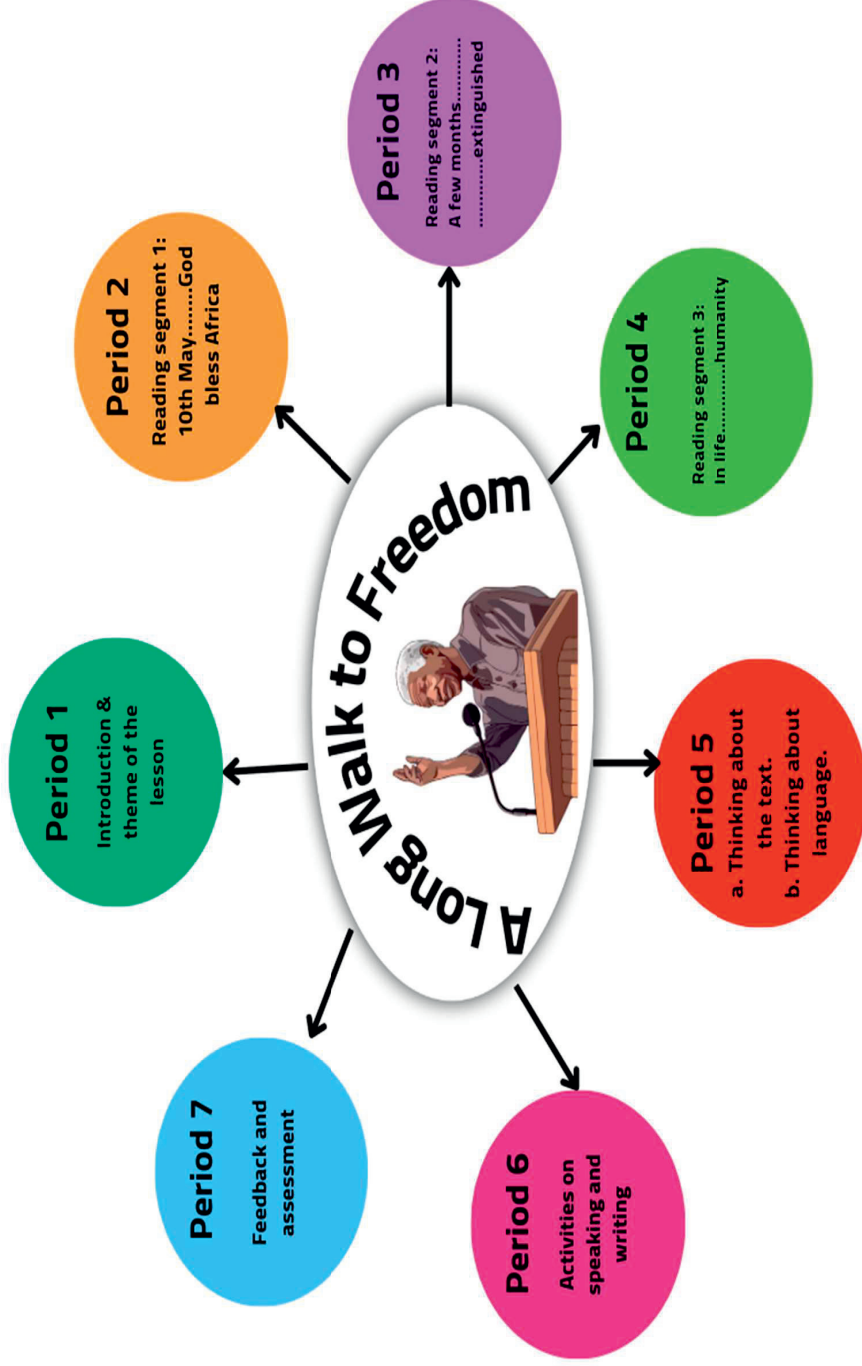 A Long Walk to Freedom
Period 1
Introduction &
theme of the
lesson
Period 2
Reading segment 1:
10th May........God
bless Africa
Period 3
Reading segment 2:
A few months............
.............extinguished
Period 4
Reading segment 3:
In life............humanity
Period 5
a. Thinking about
the text.
b. Thinking about
language.
Period 6
Activities on
speaking and
writing
Period 7
Feedback and
assessment